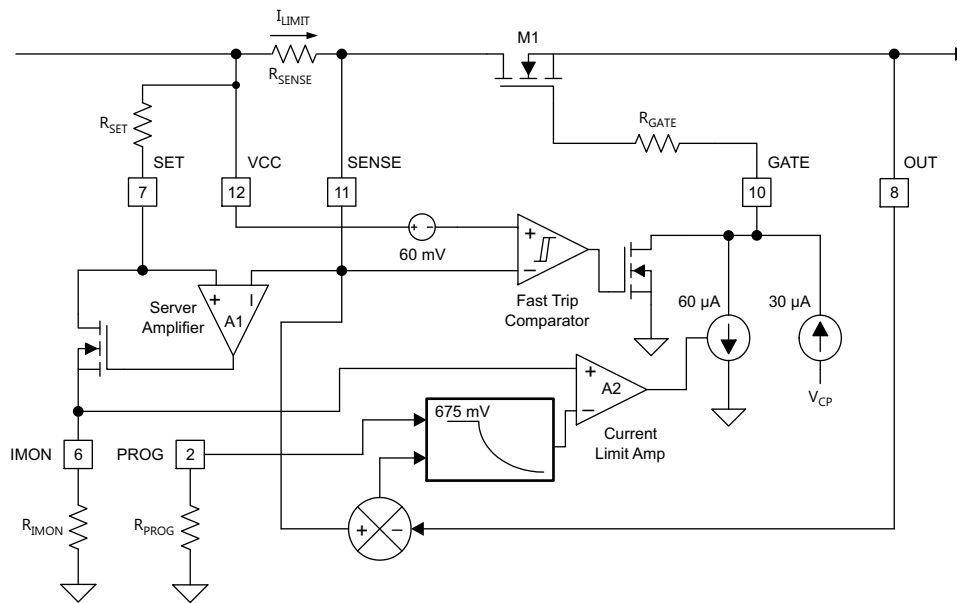 I_LIMIT
M1
R_SENSE
R_SET
R_GATE
SET
VCC
SENSE
GATE
OUT
7
12
11
10
8
+
+ -
60 mV
−
Fast Trip
Comparator
60 µA
30 µA
Server
Amplifier
+
−
A1
V_CP
+
A2
−
Current
Limit Amp
675 mV
IMON
6
PROG
2
R_IMON
R_PROG
+
−